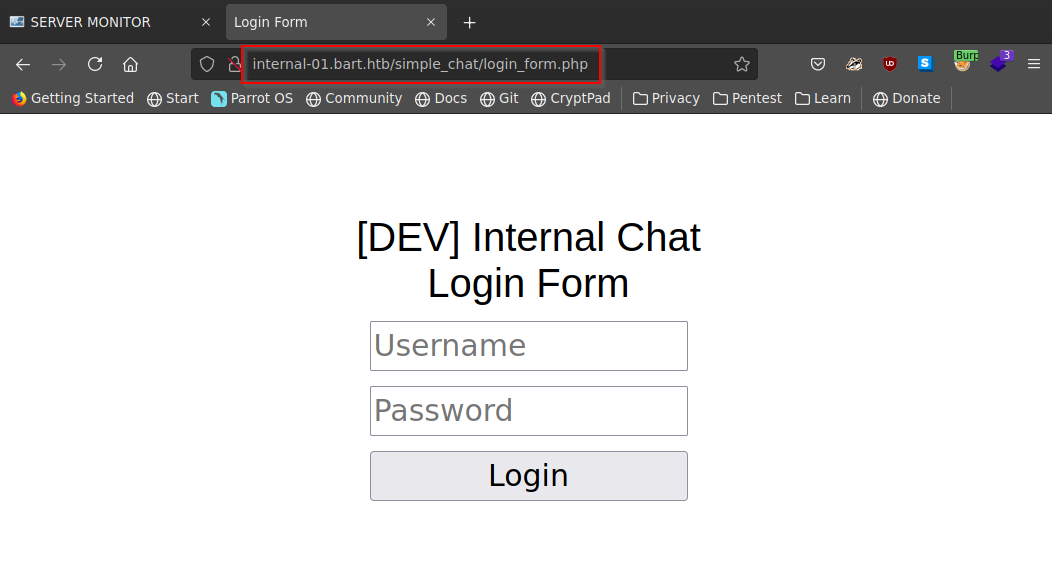 SERVER MONITOR
Login Form
internal-01.bart.htb/simple_chat/login_form.php
Burp
3
Getting Started Start Parrot OS Community Docs Git CryptPad Privacy Pentest Learn Donate
[DEV] Internal Chat
Login Form
Username
Password
Login